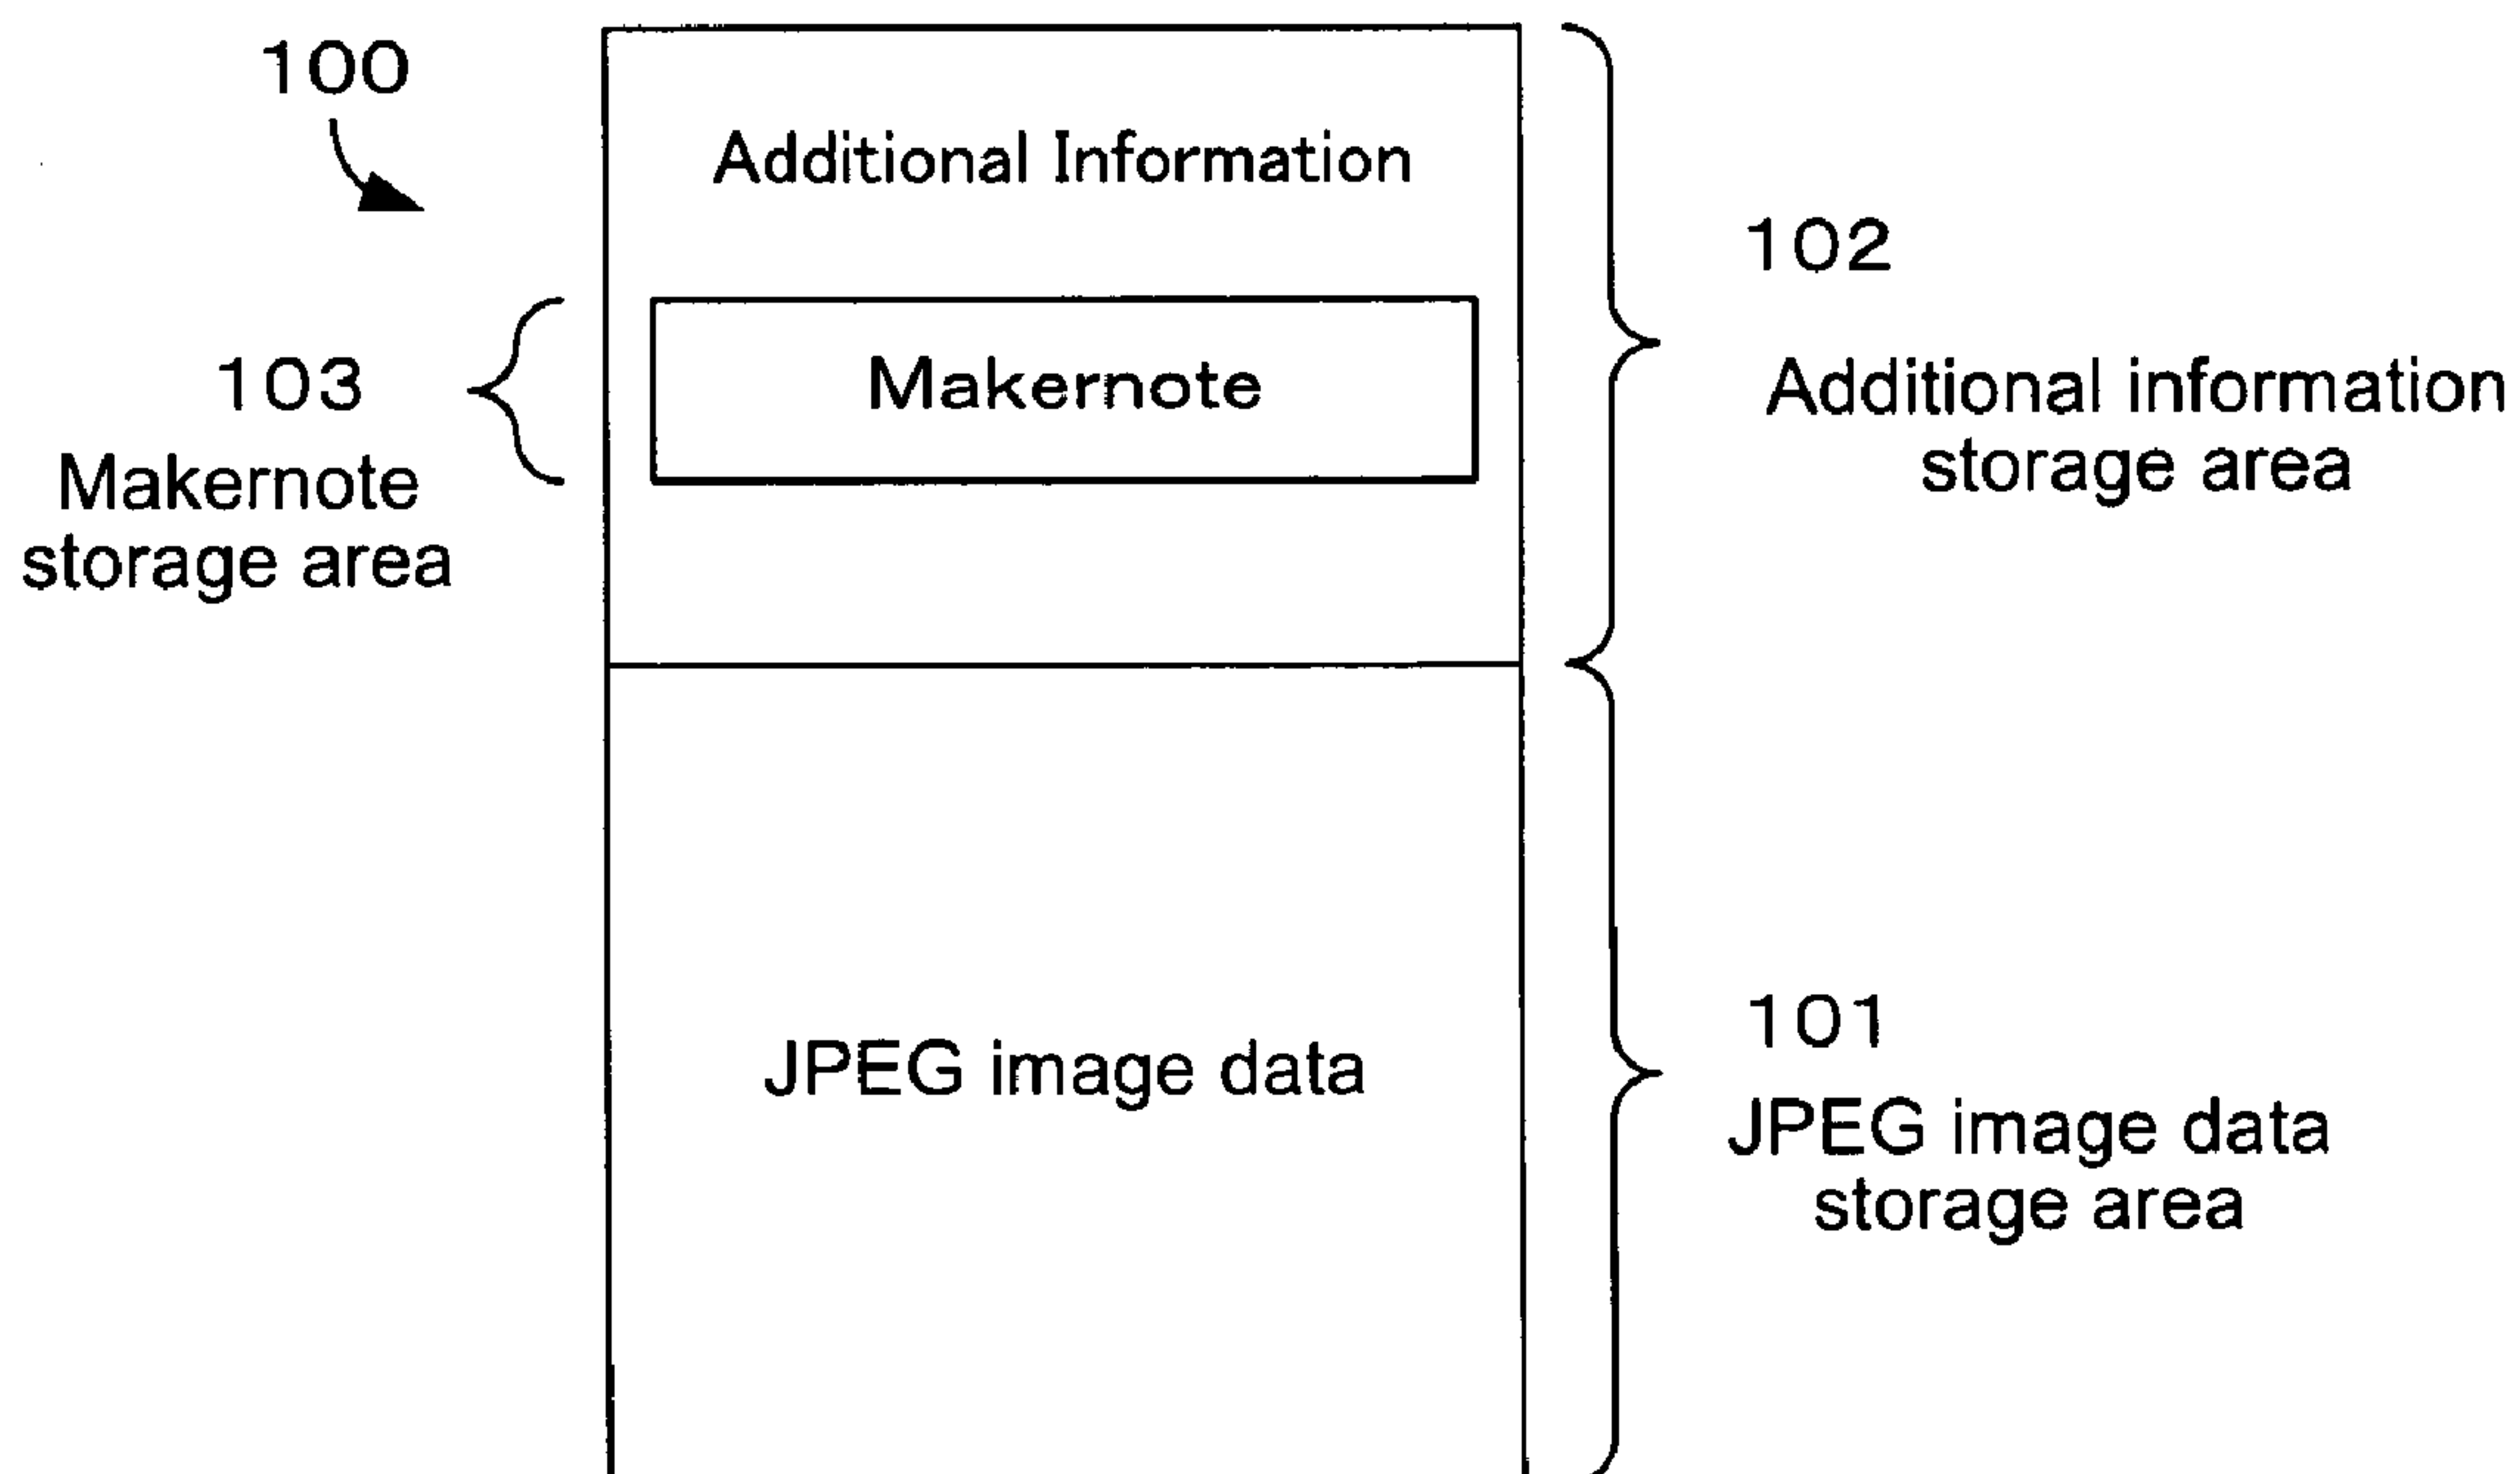 100
Additional Information
102
Makernote
103
Additional information
storage area
Makernote
storage area
101
JPEG image data
JPEG image data
storage area